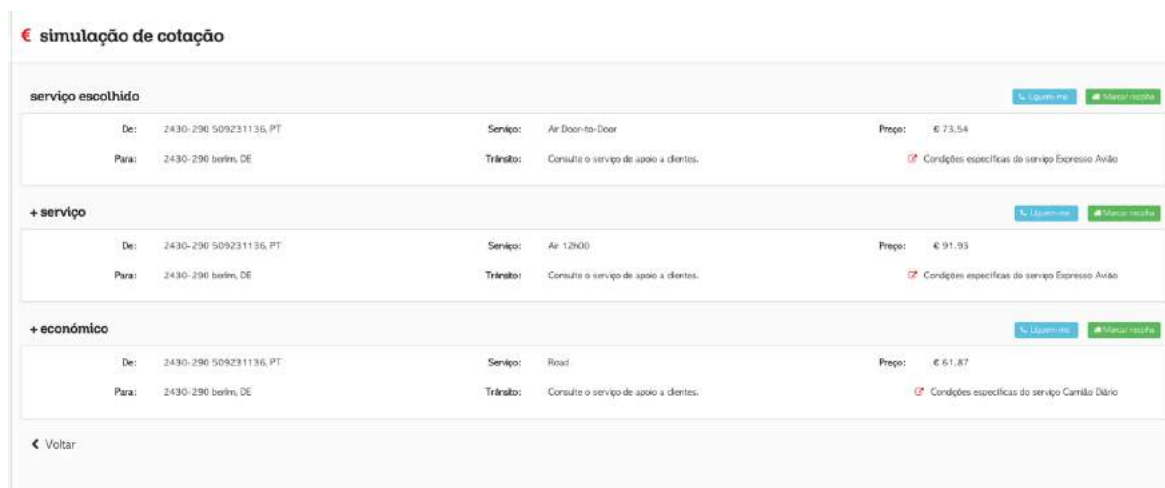 € simulação de cotação
serviço escolhido
Liguem-me Marcar recolha
De: 2430-290 509231136, PT Serviço: Air Door-to-Door Preço: € 73.54
Para: 2430-290 berlim, DE Trânsito: Consulte o serviço de apoio a clientes. Condições específicas do serviço Expresso Avião
+ serviço
Liguem-me Marcar recolha
De: 2430-290 509231136, PT Serviço: Air 12h00 Preço: € 91.93
Para: 2430-290 berlim, DE Trânsito: Consulte o serviço de apoio a clientes. Condições específicas do serviço Expresso Avião
+ económico
Liguem-me Marcar recolha
De: 2430-290 509231136, PT Serviço: Road Preço: € 61.87
Para: 2430-290 berlim, DE Trânsito: Consulte o serviço de apoio a clientes. Condições específicas do serviço Camião Diário
Voltar